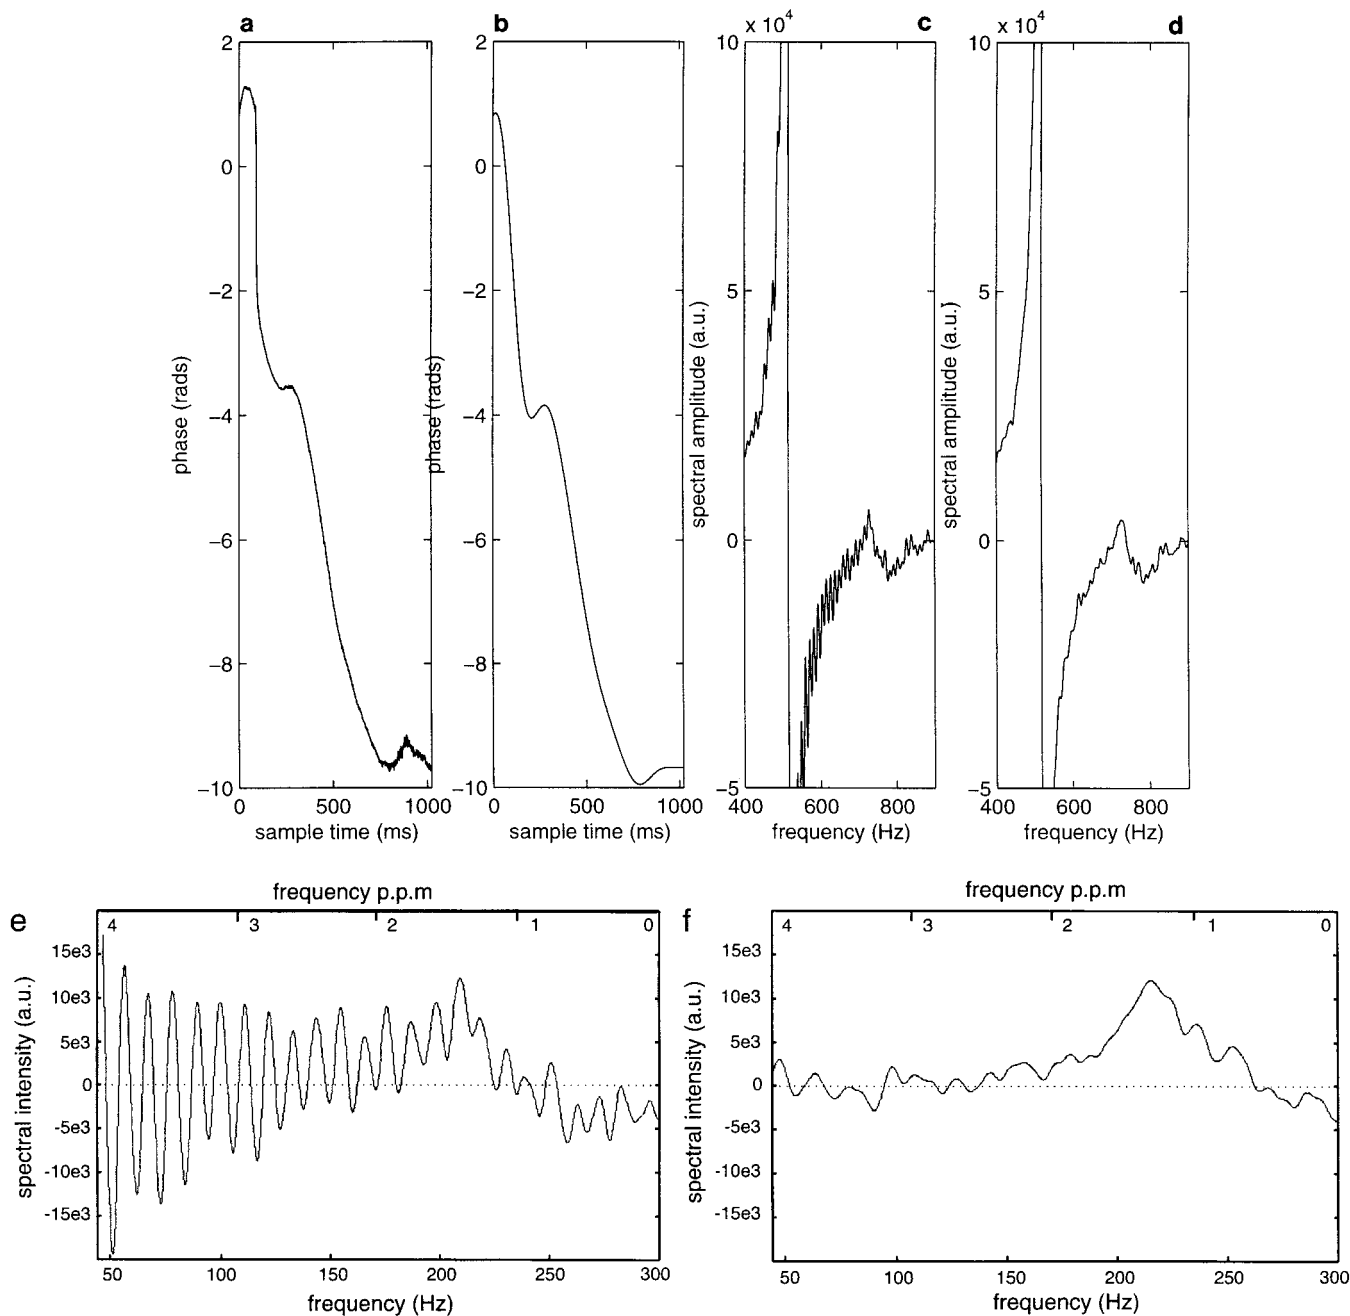 a
b
c
d
2
0
−2
−4
−6
−8
−10
0
500
1000
phase (rads)
sample time (ms)
2
0
−2
−4
−6
−8
−10
0
500
1000
phase (rads)
sample time (ms)
x 10⁴
10
5
0
−5
400
600
800
spectral amplitude (a.u.)
frequency (Hz)
x 10⁴
10
5
0
−5
400
600
800
spectral amplitude (a.u.)
frequency (Hz)
e
frequency p.p.m
4
3
2
1
0
15e3
10e3
5e3
0
-5e3
-10e3
-15e3
spectral intensity (a.u.)
50
100
150
200
250
300
frequency (Hz)
f
frequency p.p.m
4
3
2
1
0
15e3
10e3
5e3
0
-5e3
-10e3
-15e3
spectral intensity (a.u.)
50
100
150
200
250
300
frequency (Hz)